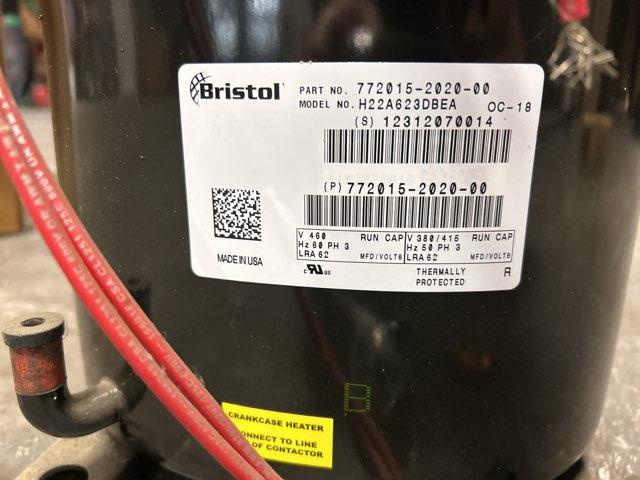 Bristol
PART NO. 772015-2020-00
MODEL NO. H22A623DBEA OC-18
(S) 12312070014
(P) 772015-2020-00
V 460 RUN CAP V 380/415 RUN CAP
Hz 60 PH 3 Hz 50 PH 3
LRA 62 MFD/VOLTS LRA 62 MFD/VOLTS
MADE IN USA
c RU us
THERMALLY R
PROTECTED
CRANKCASE HEATER
CONNECT TO LINE
OF CONTACTOR